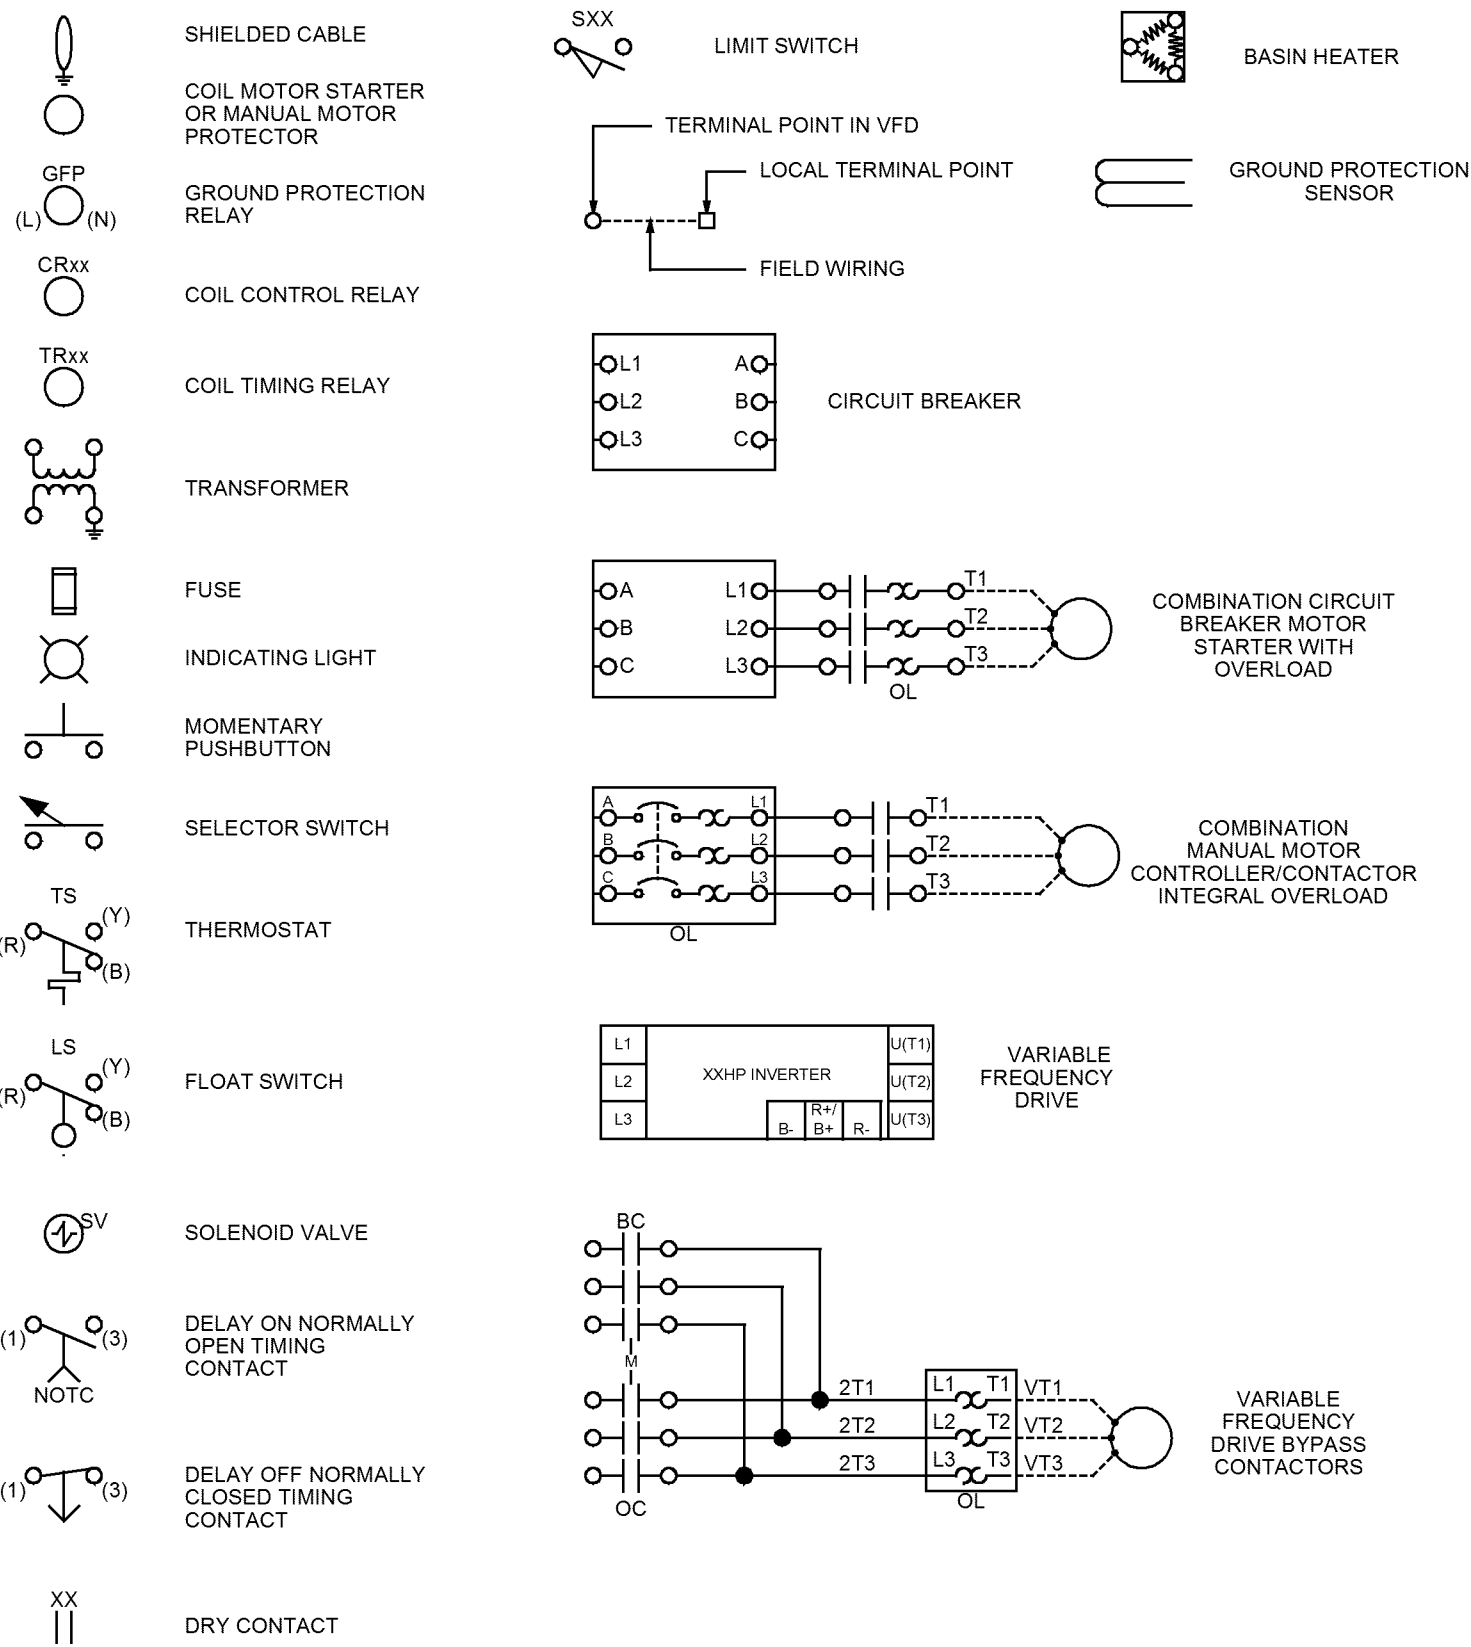 SHIELDED CABLE
COIL MOTOR STARTER
OR MANUAL MOTOR
PROTECTOR
GFP
(L)
(N)
GROUND PROTECTION
RELAY
CRxx
COIL CONTROL RELAY
TRxx
COIL TIMING RELAY
TRANSFORMER
FUSE
INDICATING LIGHT
MOMENTARY
PUSHBUTTON
SELECTOR SWITCH
TS
(R)
(Y)
(B)
THERMOSTAT
LS
(R)
(Y)
(B)
FLOAT SWITCH
SV
SOLENOID VALVE
(1)
(3)
NOTC
DELAY ON NORMALLY
OPEN TIMING
CONTACT
(1)
(3)
DELAY OFF NORMALLY
CLOSED TIMING
CONTACT
XX
DRY CONTACT
SXX
LIMIT SWITCH
TERMINAL POINT IN VFD
LOCAL TERMINAL POINT
FIELD WIRING
L1 A
L2 B
L3 C
CIRCUIT BREAKER
A L1 T1
B L2 T2
C L3 T3
OL
COMBINATION CIRCUIT
BREAKER MOTOR
STARTER WITH
OVERLOAD
A L1 T1
B L2 T2
C L3 T3
OL
COMBINATION
MANUAL MOTOR
CONTROLLER/CONTACTOR
INTEGRAL OVERLOAD
L1 U(T1)
L2 XXHP INVERTER U(T2)
L3 B- R+/ B+ R- U(T3)
VARIABLE
FREQUENCY
DRIVE
BC
M
2T1 L1 T1 VT1
2T2 L2 T2 VT2
2T3 L3 T3 VT3
OC
OL
VARIABLE
FREQUENCY
DRIVE BYPASS
CONTACTORS
BASIN HEATER
GROUND PROTECTION
SENSOR